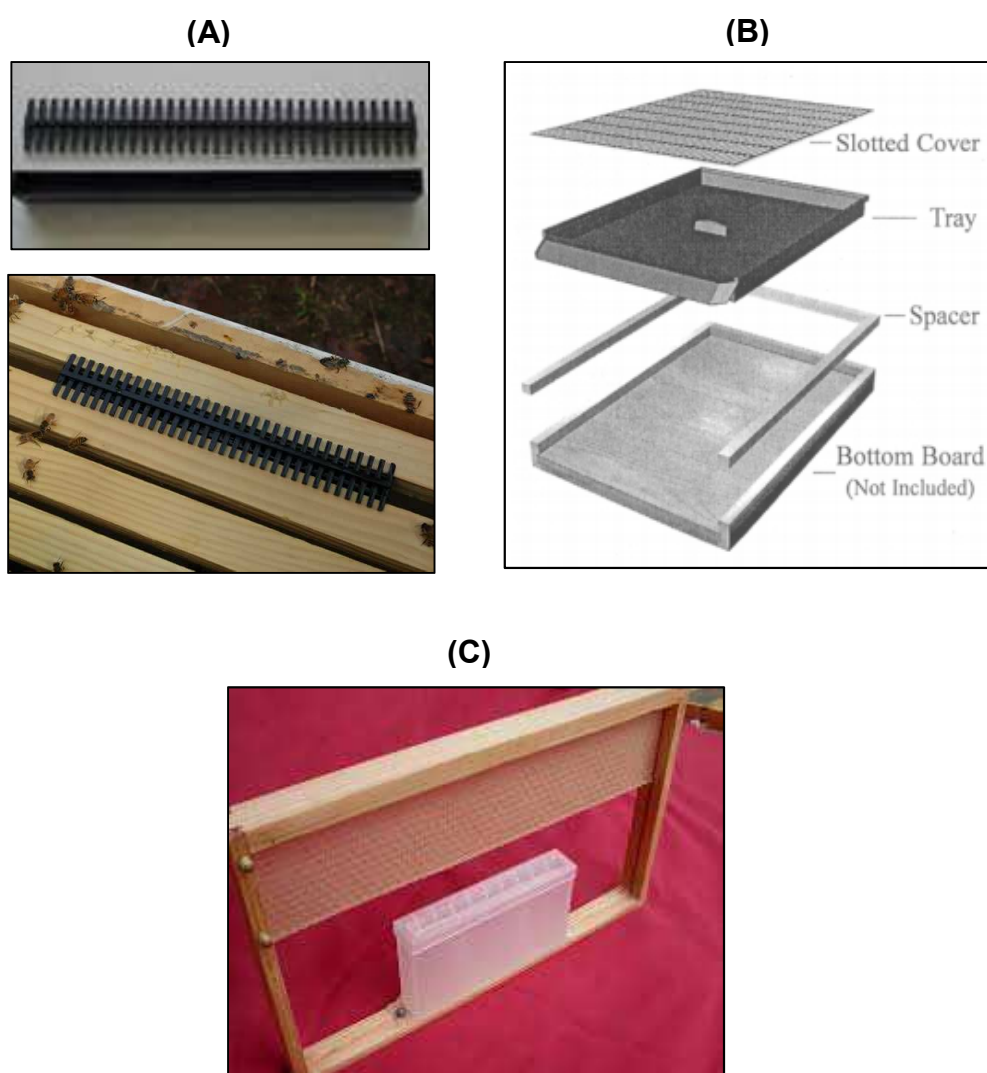 (A)
(B)
Slotted Cover
Tray
Spacer
Bottom Board
(Not Included)
(C)